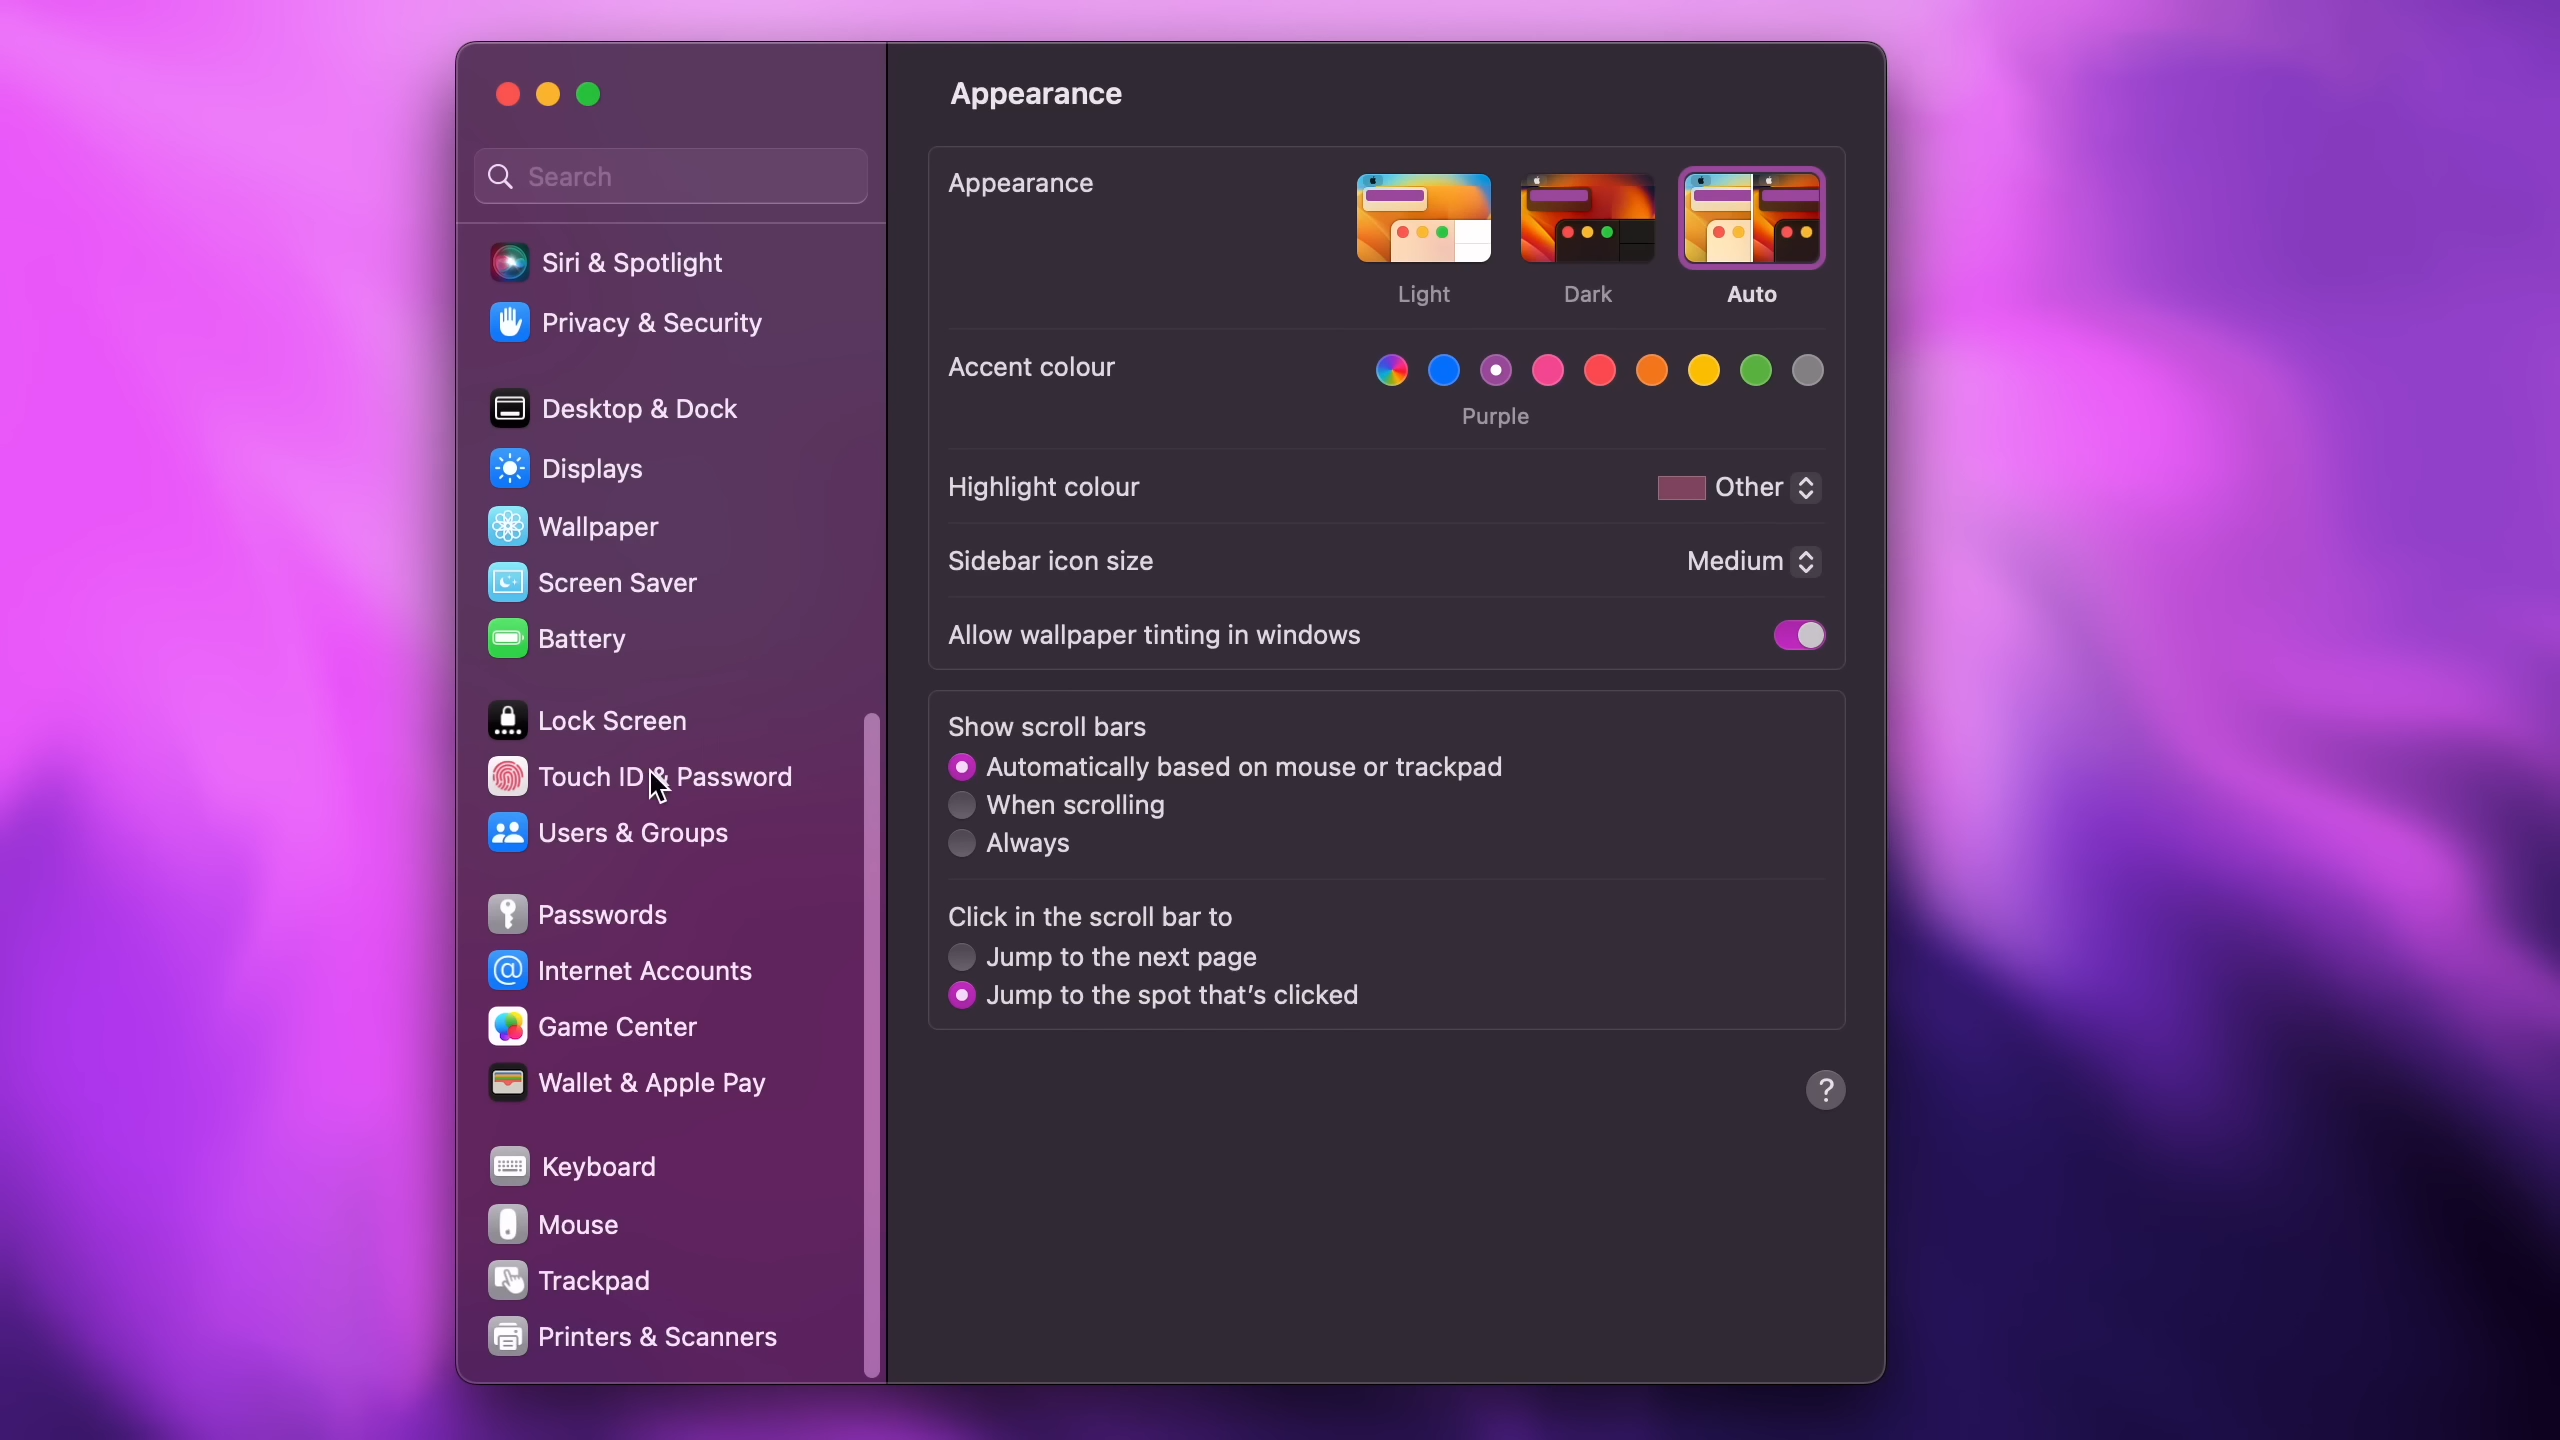 Search
Siri & Spotlight
Privacy & Security
Desktop & Dock
Displays
Wallpaper
Screen Saver
Battery
Lock Screen
Touch ID & Password
Users & Groups
Passwords
Internet Accounts
Game Center
Wallet & Apple Pay
Keyboard
Mouse
Trackpad
Printers & Scanners
Appearance
Appearance
Light
Dark
Auto
Accent colour
Purple
Highlight colour
Other
Sidebar icon size
Medium
Allow wallpaper tinting in windows
Show scroll bars
Automatically based on mouse or trackpad
When scrolling
Always
Click in the scroll bar to
Jump to the next page
Jump to the spot that’s clicked
?